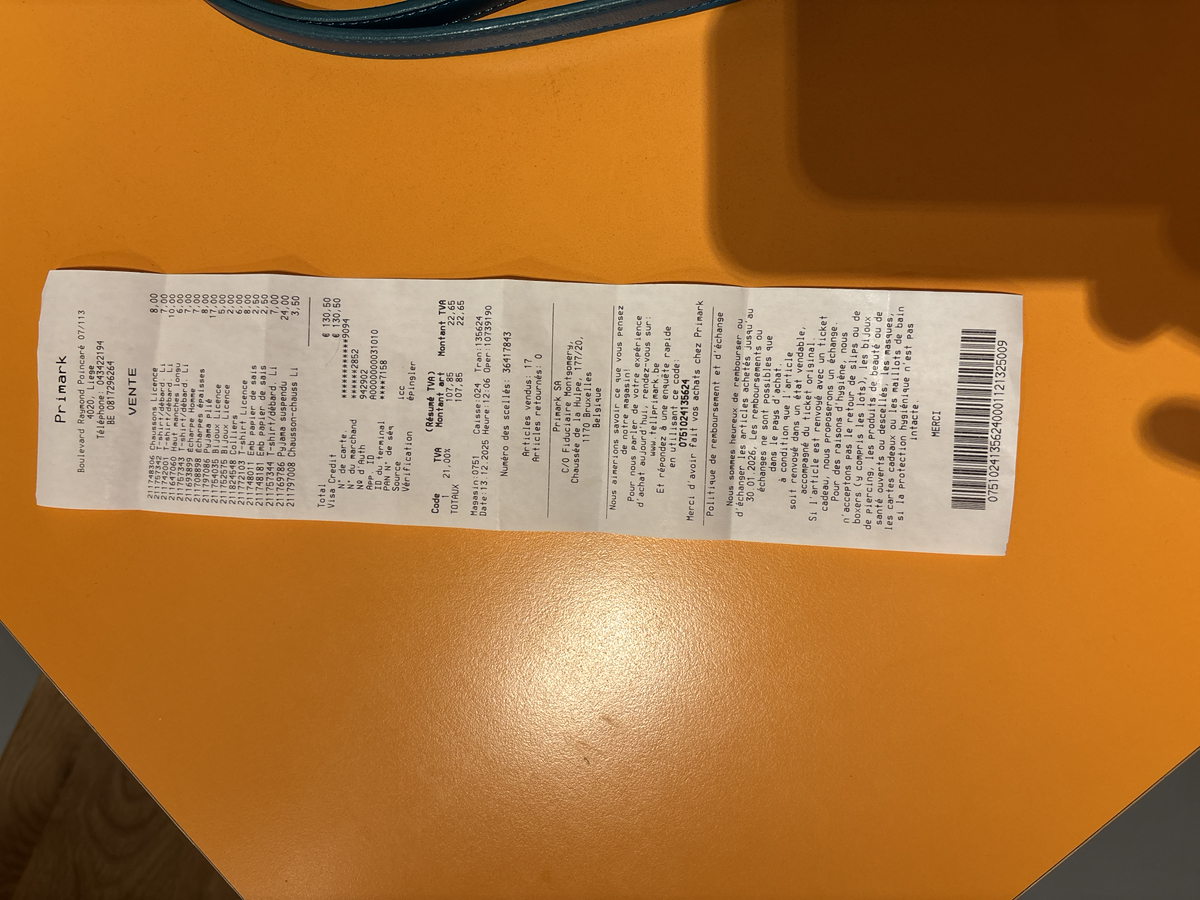 Primark
Boulevard Raymond Poincaré 07/113
4020, Liege
Téléphone 043422194
BE 0817296264
VENTE
211748306 Chaussons Licence 8,00
211757342 T-shirt/débard. Li 7,00
211742001 T-shirt/débard. Li 10,00
211647060 Haut manches longu 6,00
211757343 T-shirt/débard. Li 7,00
211693899 Echarpe Homme 7,00
211708898 Echarpes épaisses 8,00
211797086 Pyjama 17,00
211754035 Bijoux Licence 5,00
211752575 Bijoux Licence 2,00
211824548 Colliers 6,00
211772103 T-shirt Licence 8,00
211748011 Emb papier de sais 2,50
211748181 Emb papier de sais 2,50
211757344 T-shirt/débard. Li 7,00
211769786 Pyjama suspendu 24,00
211797008 Chausson-chauss Li 3,50
Total € 130,50
Visa Credit € 130,50
N° de carte: ************9094
N° du marchand ******2852
Nº d'Auth 942902
App. ID A0000000031010
ID du Terminal ****7158
PAN N° de séq
Source icc
Vérification épingler
(Résumé TVA)
Code TVA Montant art Montant TVA
1 21,00% 107,85 22,65
TOTAUX 107,85 22,65
Magasin:0751 Caisse:024 Tran:135624
Date:13.12.2025 Heure:12:06 Oper:10739190
Numéro des scellés: 36417843
Articles vendus: 17
Articles retournés: 0
Primark SA
C/O Fiduciaire Montgomery,
Chaussée de la Hulpe, 177/20,
1170 Bruxelles
Belgique
Nous aimerions savoir ce que vous pensez
de notre magasin!
Pour nous parler de votre expérience
d'achat aujourd'hui, rendez-vous sur:
www.tellPrimark.be
Et répondez à une enquête rapide
en utilisant ce code:
0751024135624
Merci d'avoir fait vos achats chez Primark
Politique de remboursement et d'échange
Nous sommes heureux de rembourser ou
d'échanger les articles achetés jusqu'au
30.01.2026. Les remboursements ou
échanges ne sont possibles que
dans le pays d'achat,
à condition que l'article
soit renvoyé dans un état vendable,
accompagné du ticket original.
Si l'article est renvoyé avec un ticket
cadeau, nous proposerons un échange.
Pour des raisons d'hygiène, nous
n'acceptons pas le retour de slips ou de
boxers (y compris les lots), les bijoux
de piercing, les produits de beauté ou de
santé ouverts ou descellés, les masques,
les cartes cadeaux ou les maillots de bain
si la protection hygiénique n'est pas
intacte.
MERCI
07510241356240001121325009